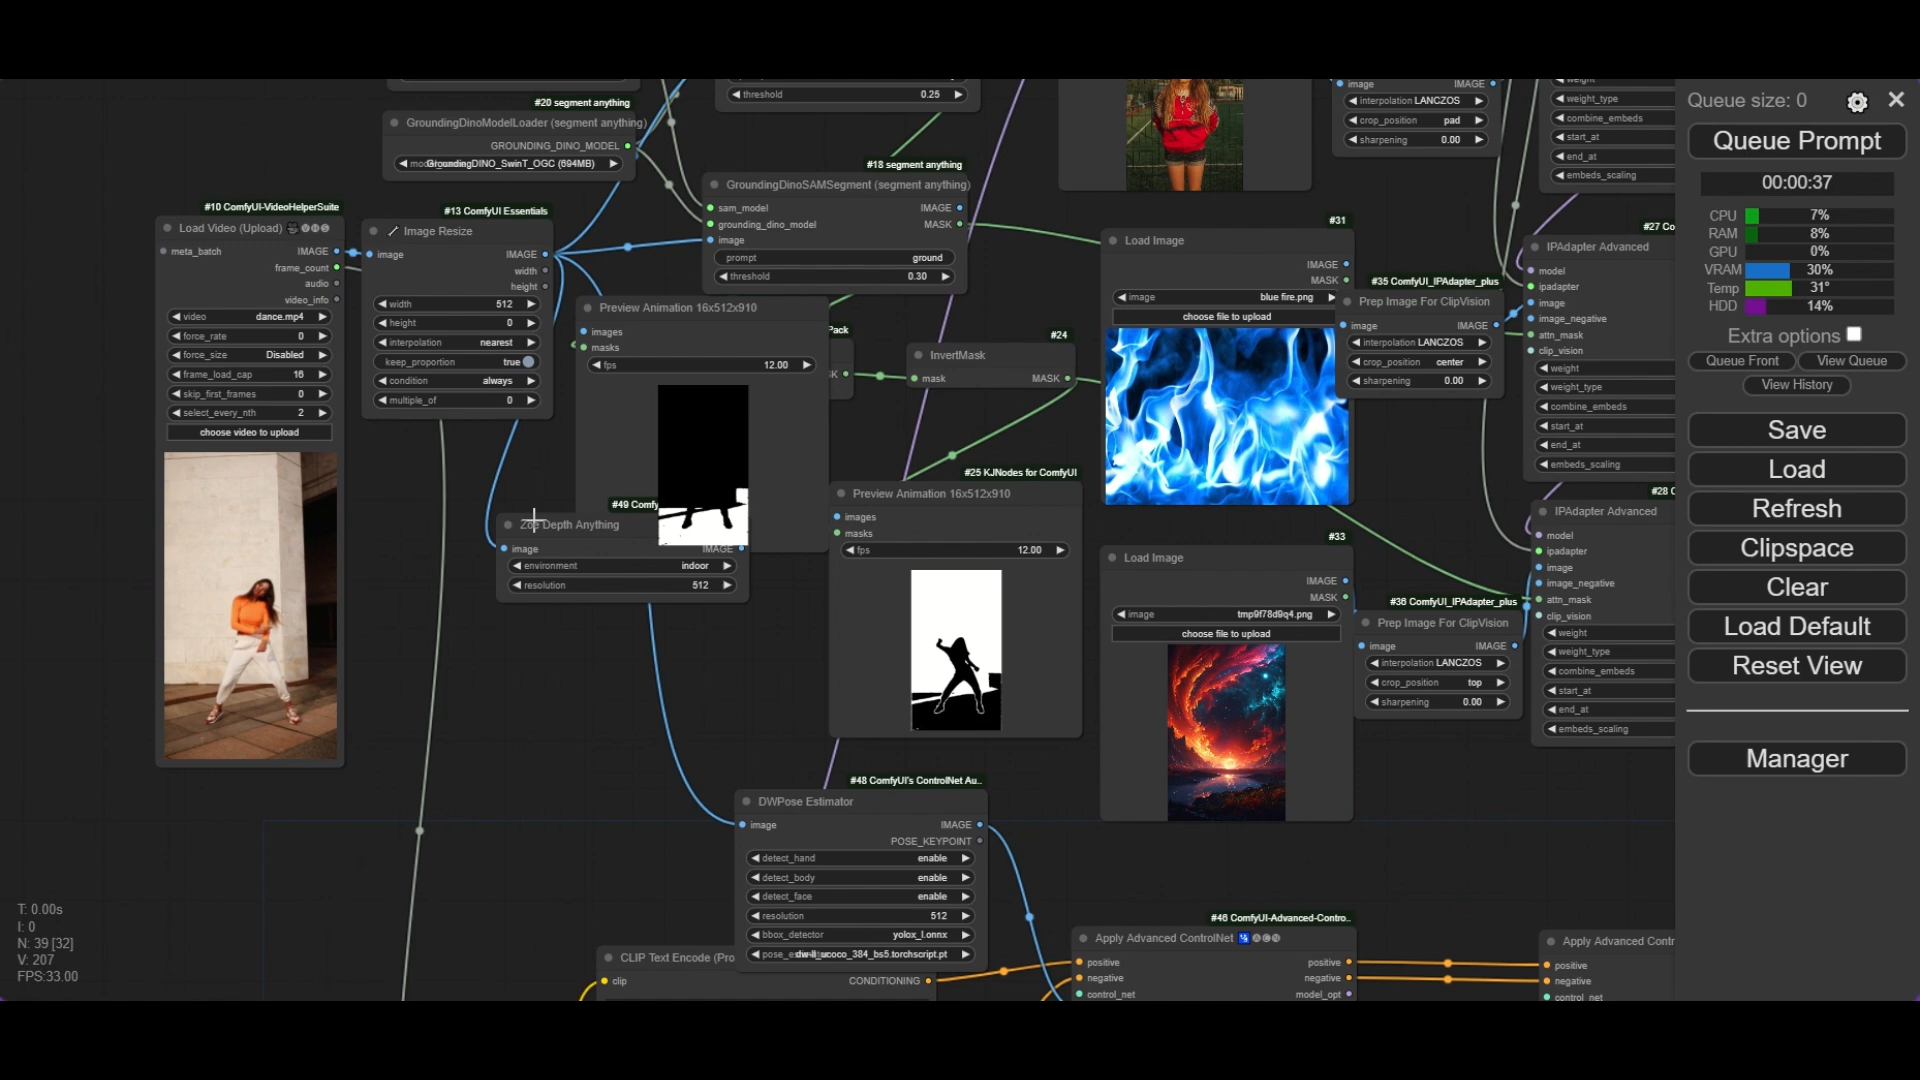 threshold 0.25
#20 segment anything
GroundingDinoModelLoader (segment anything)
GROUNDING_DINO_MODEL
GroundingDINO_SwinT_OGC (694MB)
#18 segment anything
GroundingDinoSAMSegment (segment anything)
sam_model IMAGE
grounding_dino_model MASK
image
prompt ground
threshold 0.30
#10 ComfyUI-VideoHelperSuite
Load Video (Upload)
meta_batch IMAGE
frame_count
audio
video_info
video dance.mp4
force_rate 0
force_size Disabled
frame_load_cap 16
skip_first_frames 0
select_every_nth 2
choose video to upload
#13 ComfyUI Essentials
Image Resize
image IMAGE
width
height
width 512
height 0
interpolation nearest
keep_proportion true
condition always
multiple_of 0
Preview Animation 16x512x910
images
masks
fps 12.00
Pack
#49 Comfy
Zoe Depth Anything
image IMAGE
environment indoor
resolution 512
#24
InvertMask
mask MASK
#25 KJNodes for ComfyUI
Preview Animation 16x512x910
images
masks
fps 12.00
#48 ComfyUI's ControlNet Au..
DWPose Estimator
image IMAGE
POSE_KEYPOINT
detect_hand enable
detect_body enable
detect_face enable
resolution 512
bbox_detector yolox_l.onnx
CLIP Text Encode (Pro
clip CONDITIONING
#31
Load Image
IMAGE
MASK
image blue fire.png
choose file to upload
#33
Load Image
IMAGE
MASK
image tmp9f78d9q4.png
choose file to upload
image IMAGE
interpolation LANCZOS
crop_position pad
sharpening 0.00
#35 ComfyUI_IPAdapter_plus
Prep Image For ClipVision
image IMAGE
interpolation LANCZOS
crop_position center
sharpening 0.00
#36 ComfyUI_IPAdapter_plus
Prep Image For ClipVision
image IMAGE
interpolation LANCZOS
crop_position top
sharpening 0.00
weight
weight_type
combine_embeds
start_at
end_at
embeds_scaling
#27 Co
IPAdapter Advanced
model
ipadapter
image
image_negative
attn_mask
clip_vision
weight
weight_type
combine_embeds
start_at
end_at
embeds_scaling
#28 C
IPAdapter Advanced
model
ipadapter
image
image_negative
attn_mask
clip_vision
weight
weight_type
combine_embeds
start_at
end_at
embeds_scaling
#46 ComfyUI-Advanced-Contro..
Apply Advanced ControlNet
positive positive
negative negative
control_net model_opt
Apply Advanced Contr
positive
negative
control_net
Queue size: 0
Queue Prompt
00:00:37
CPU 7%
RAM 8%
GPU 0%
VRAM 30%
Temp 31°
HDD 14%
Extra options
Queue Front View Queue
View History
Save
Load
Refresh
Clipspace
Clear
Load Default
Reset View
Manager
T: 0.00s
I: 0
N: 39 [32]
V: 207
FPS:33.00